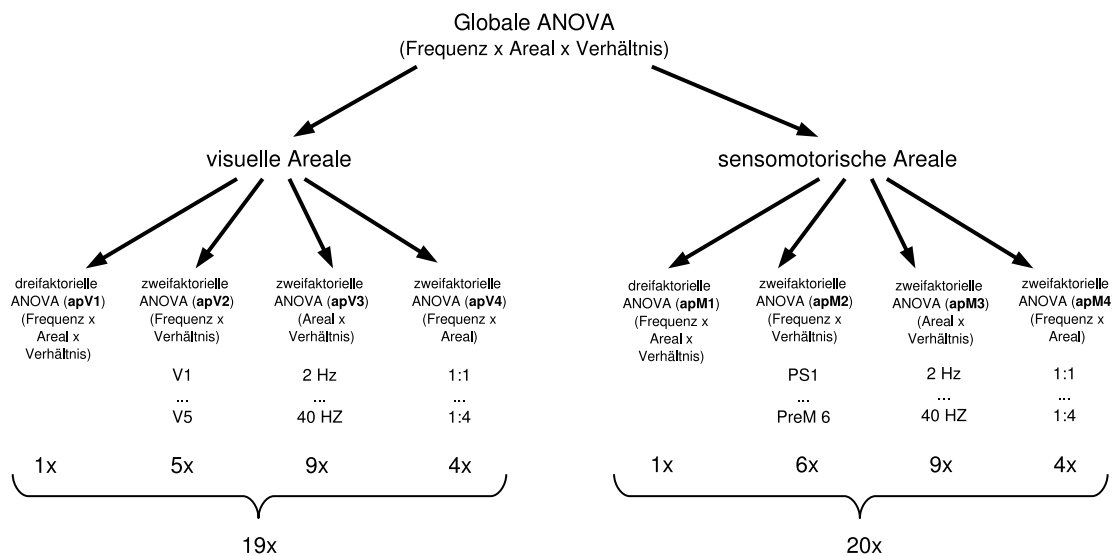 Globale ANOVA
(Frequenz x Areal x Verhältnis)
visuelle Areale
sensomotorische Areale
dreifaktorielle
ANOVA (apV1)
(Frequenz x
Areal x
Verhältnis)
zweifaktorielle
ANOVA (apV2)
(Frequenz x
Verhältnis)
V1
...
V5
zweifaktorielle
ANOVA (apV3)
(Areal x
Verhältnis)
2 Hz
...
40 HZ
zweifaktorielle
ANOVA (apV4)
(Frequenz x
Areal)
1:1
...
1:4
1x
5x
9x
4x
19x
dreifaktorielle
ANOVA (apM1)
(Frequenz x
Areal x
Verhältnis)
zweifaktorielle
ANOVA (apM2)
(Frequenz x
Verhältnis)
PS1
...
PreM 6
zweifaktorielle
ANOVA (apM3)
(Areal x
Verhältnis)
2 Hz
...
40 HZ
zweifaktorielle
ANOVA (apM4
(Frequenz x
Areal)
1:1
...
1:4
1x
6x
9x
4x
20x